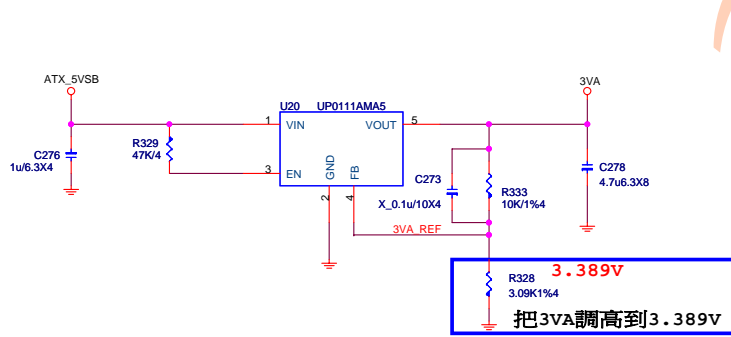 ATX_5VSB
3VA
U20 UP0111AMA5
1 VIN VOUT 5
R329
47K/4
C276
1u/6.3X4
3 EN
GND
FB
2
4
C273
X_0.1u/10X4
R333
10K/1%4
C278
4.7u6.3X8
3VA_REF
3.389V
R328
3.09K1%4
把3VA調高到3.389V